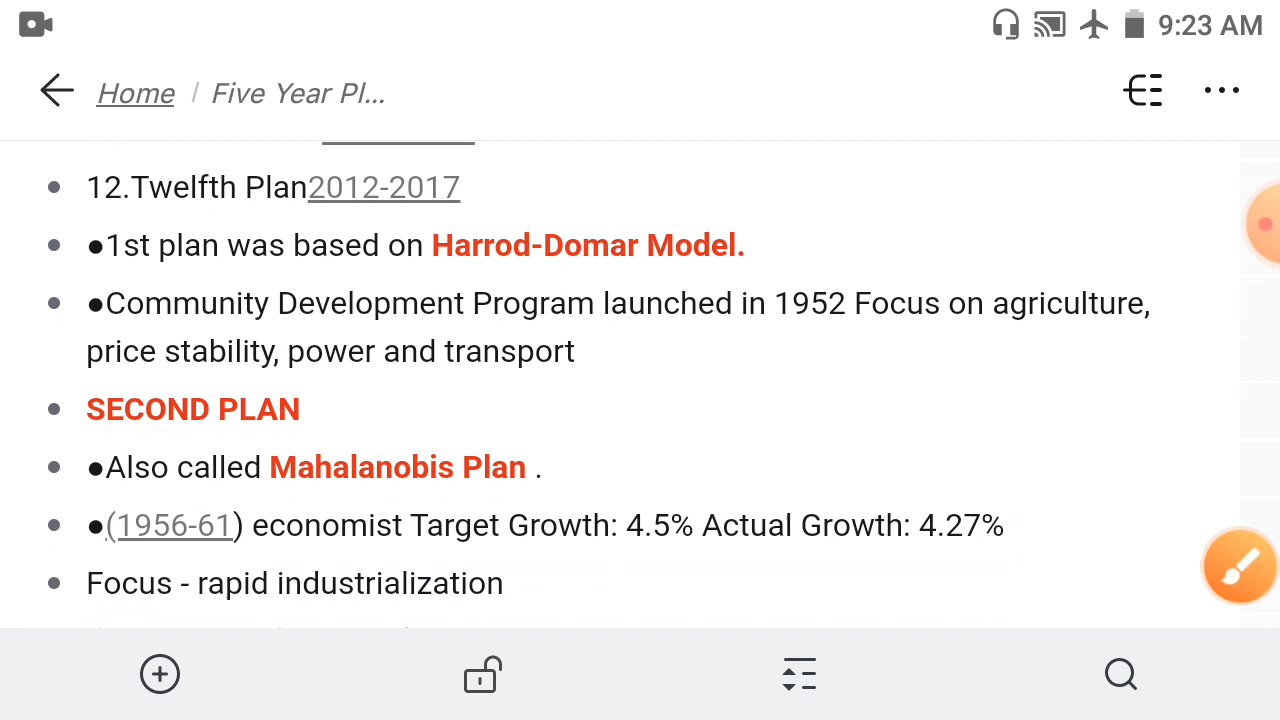 9:23 AM
Home / Five Year Pl...
12.Twelfth Plan2012-2017
●1st plan was based on Harrod-Domar Model.
●Community Development Program launched in 1952 Focus on agriculture,
price stability, power and transport
SECOND PLAN
●Also called Mahalanobis Plan .
●(1956-61) economist Target Growth: 4.5% Actual Growth: 4.27%
Focus - rapid industrialization